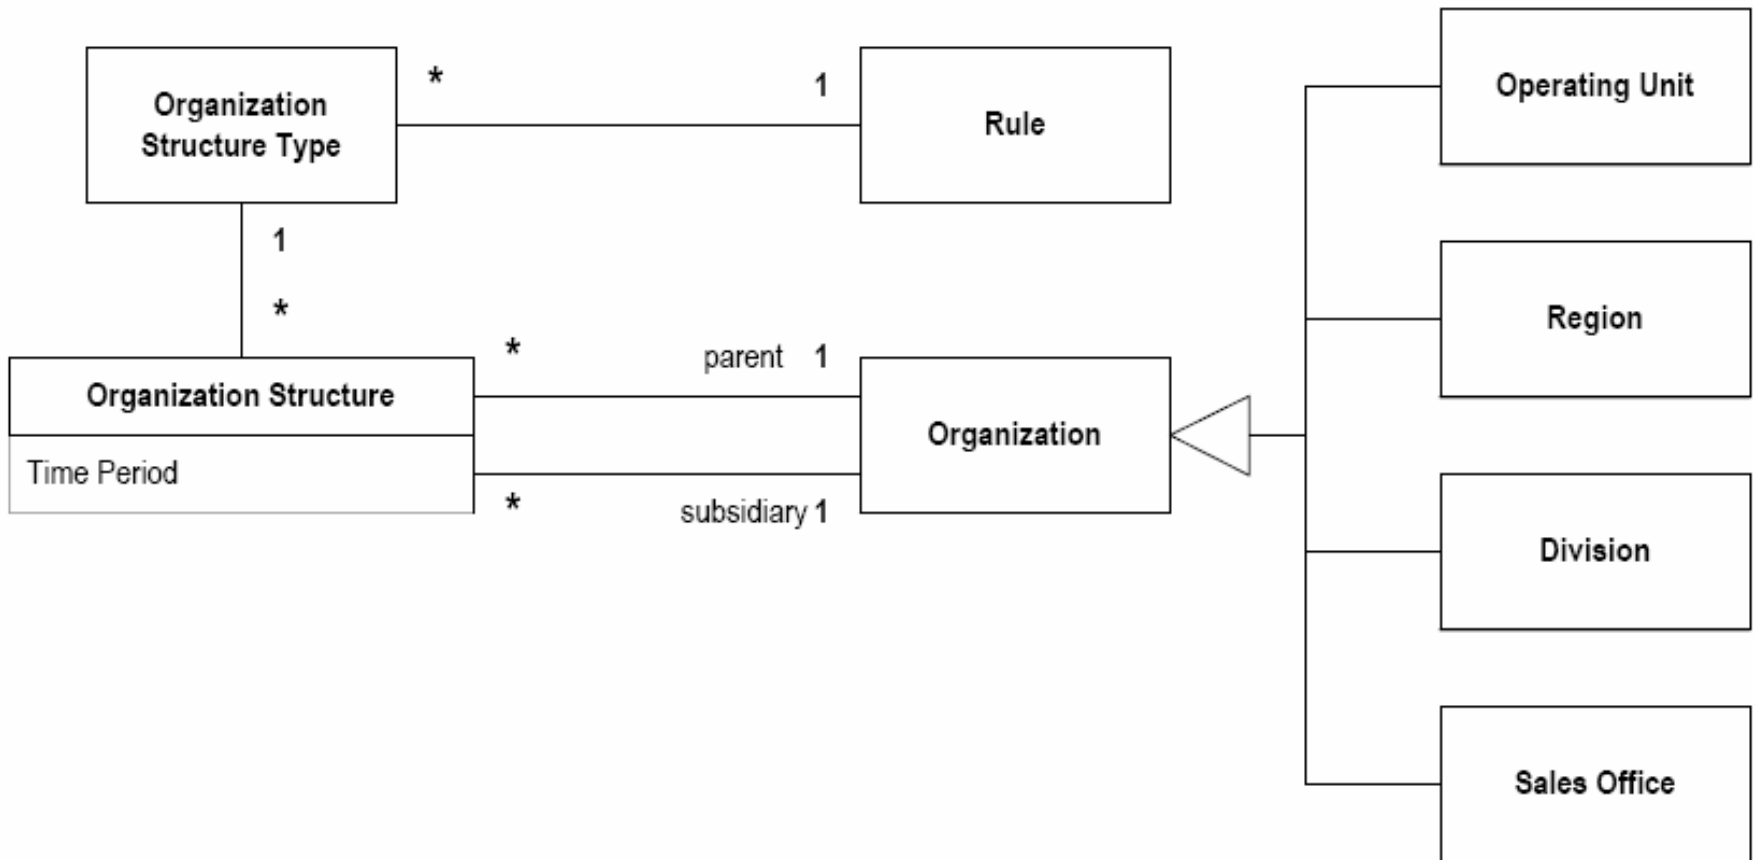 Operating Unit
Organization
Structure Type
*
1
Rule
1
*
Region
Organization Structure
Time Period
*
parent 1
*
subsidiary 1
Organization
Division
Sales Office